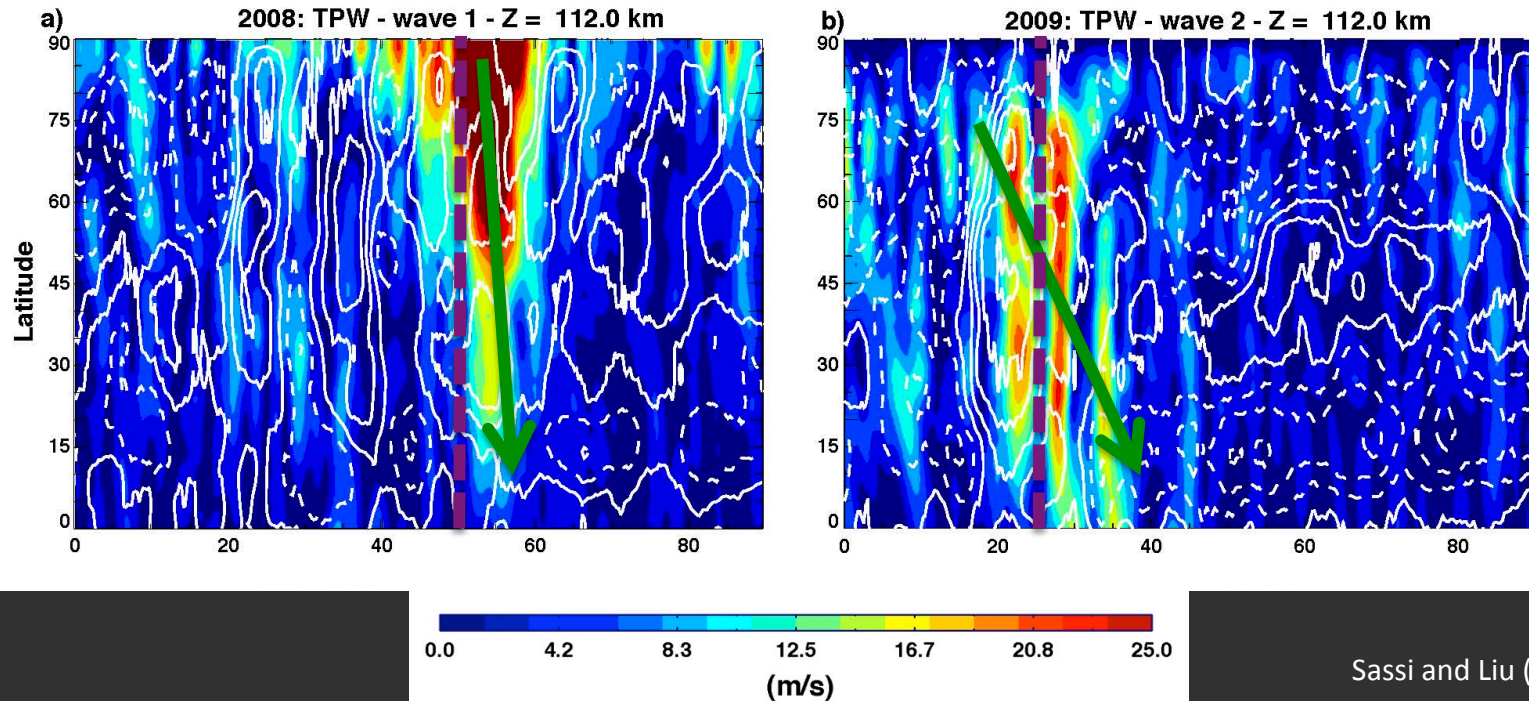 a) 2008: TPW - wave 1 - Z = 112.0 km
90
75
60
45
30
15
0
Latitude
0 20 40 60 80
b) 2009: TPW - wave 2 - Z = 112.0 km
90
75
60
45
30
15
0
0 20 40 60 80
0.0 4.2 8.3 12.5 16.7 20.8 25.0
(m/s)
Sassi and Liu (